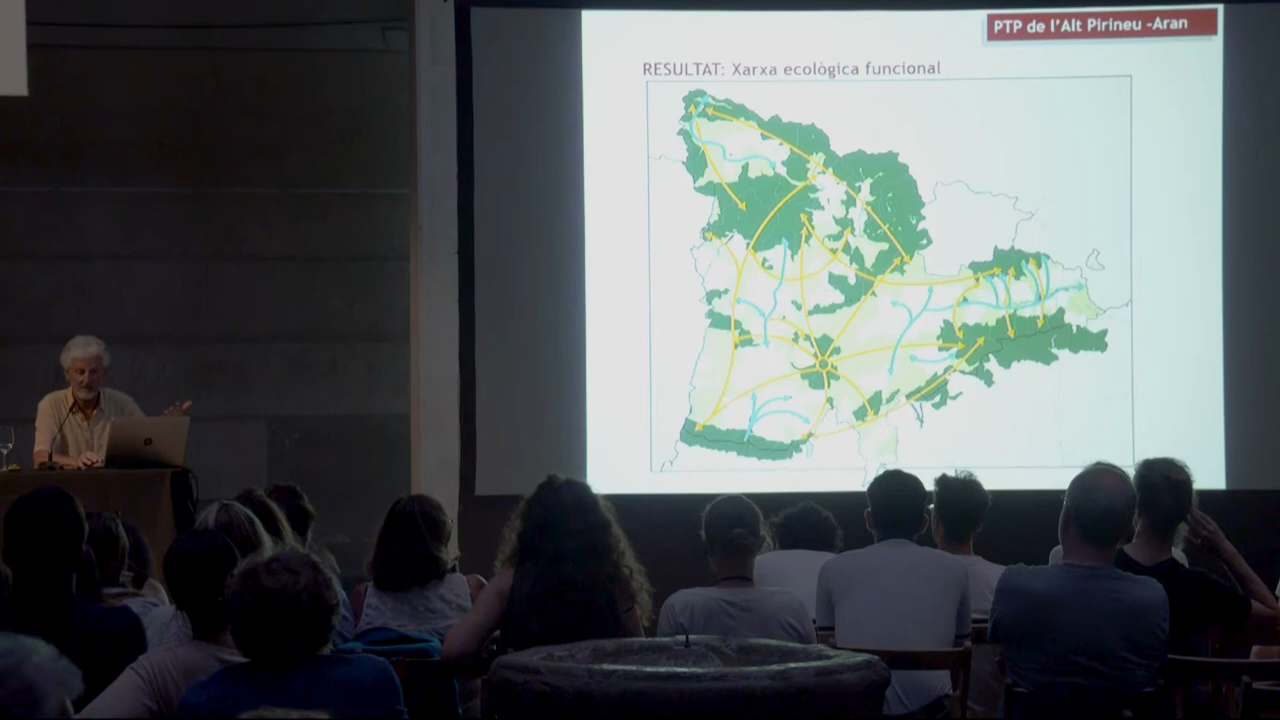 PTP de l'Alt Pirineu -Aran
RESULTAT: Xarxa ecològica funcional